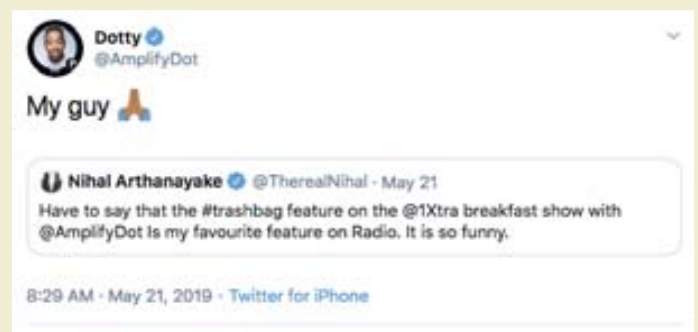 Dotty
@AmplifyDot
My guy 🙏🏽
Nihal Arthanayake @TherealNihal · May 21
Have to say that the #trashbag feature on the @1Xtra breakfast show with
@AmplifyDot Is my favourite feature on Radio. It is so funny.
8:29 AM · May 21, 2019 · Twitter for iPhone